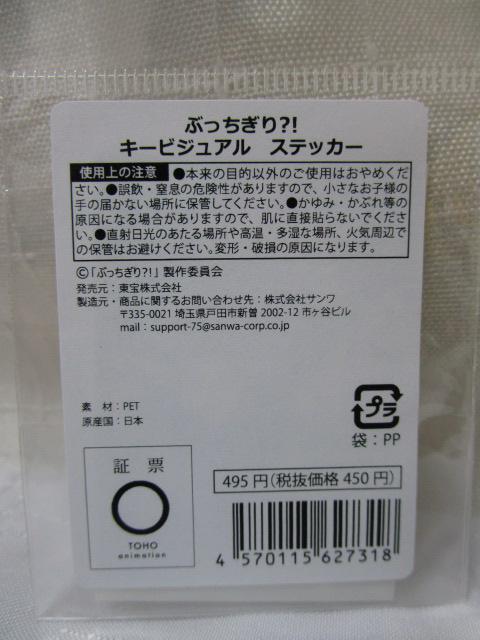 ぶっちぎり?!
キービジュアル ステッカー
使用上の注意 ●本来の目的以外のご使用はおやめくだ
さい。●誤飲・窒息の危険性がありますので、小さなお子様の
手の届かない場所に保管してください。●かゆみ・かぶれ等の
原因になる場合がありますので、肌に直接貼らないでくださ
い。●直射日光のあたる場所や高温・多湿な場所、火気周辺で
の保管はお避けください。変形・破損の原因になります。
©「ぶっちぎり?!」製作委員会
発売元:東宝株式会社
製造元・商品に関するお問い合わせ先:株式会社サンワ
〒335-0021 埼玉県戸田市新曽 2002-12 市ヶ谷ビル
mail:support-75@sanwa-corp.co.jp
素 材:PET
原産国:日本
プラ
袋:PP
証 票
TOHO
animation
495 円(税抜価格 450 円)
4 570115 627318